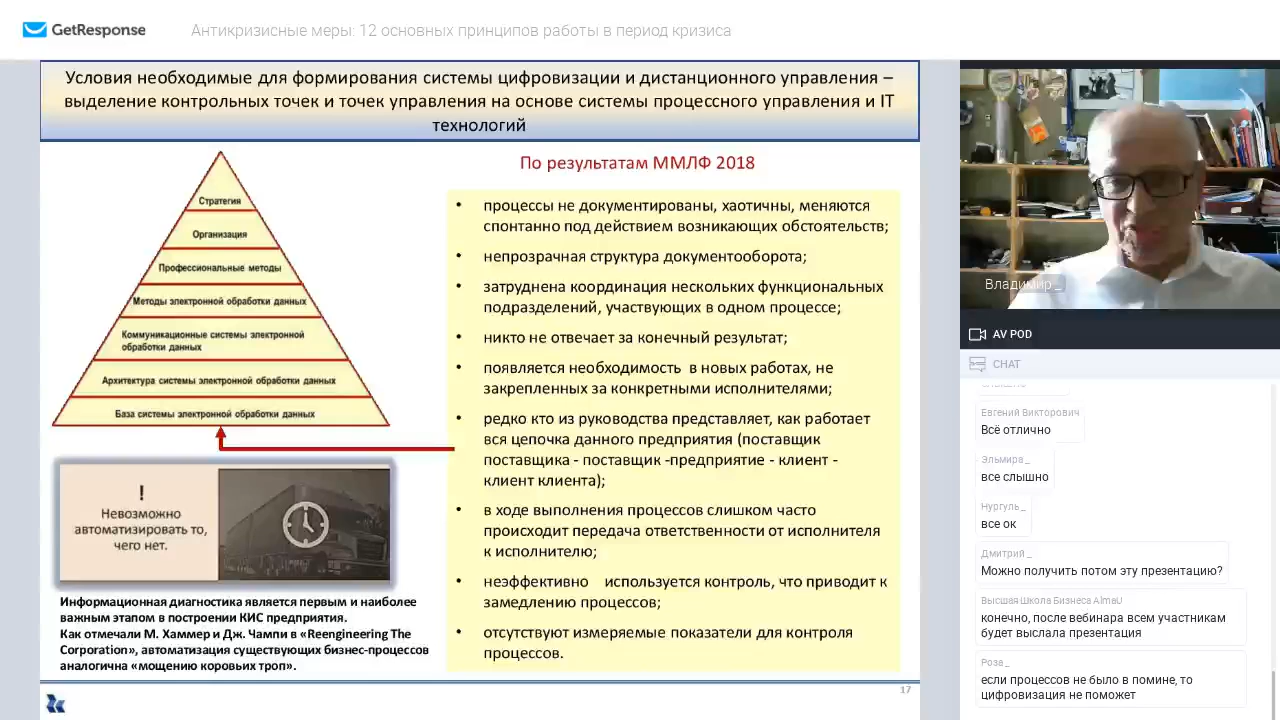 GetResponse
Антикризисные меры: 12 основных принципов работы в период кризиса
Условия необходимые для формирования системы цифровизации и дистанционного управления –
выделение контрольных точек и точек управления на основе системы процессного управления и IT
технологий
Стратегия
Организация
Профессиональные методы
Методы электронной обработки данных
Коммуникационные системы электронной
обработки данных
Архитектура системы электронной обработки данных
База системы электронной обработки данных
!
Невозможно
автоматизировать то,
чего нет.
Информационная диагностика является первым и наиболее
важным этапом в построении КИС предприятия.
Как отмечали М. Хаммер и Дж. Чампи в «Reengineering The
Corporation», автоматизация существующих бизнес-процессов
аналогична «мощению коровьих троп».
По результатам ММЛФ 2018
• процессы не документированы, хаотичны, меняются
спонтанно под действием возникающих обстоятельств;
• непрозрачная структура документооборота;
• затруднена координация нескольких функциональных
подразделений, участвующих в одном процессе;
• никто не отвечает за конечный результат;
• появляется необходимость в новых работах, не
закрепленных за конкретными исполнителями;
• редко кто из руководства представляет, как работает
вся цепочка данного предприятия (поставщик
поставщика - поставщик -предприятие - клиент -
клиент клиента);
• в ходе выполнения процессов слишком часто
происходит передача ответственности от исполнителя
к исполнителю;
• неэффективно используется контроль, что приводит к
замедлению процессов;
• отсутствуют измеряемые показатели для контроля
процессов.
17
Владимир _
AV POD
CHAT
Евгений Викторович
Всё отлично
Эльмира _
все слышно
Нургуль _
все ок
Дмитрий _
Можно получить потом эту презентацию?
Высшая Школа Бизнеса AlmaU
конечно, после вебинара всем участникам
будет выслала презентация
Роза _
если процессов не было в помине, то
цифровизация не поможет